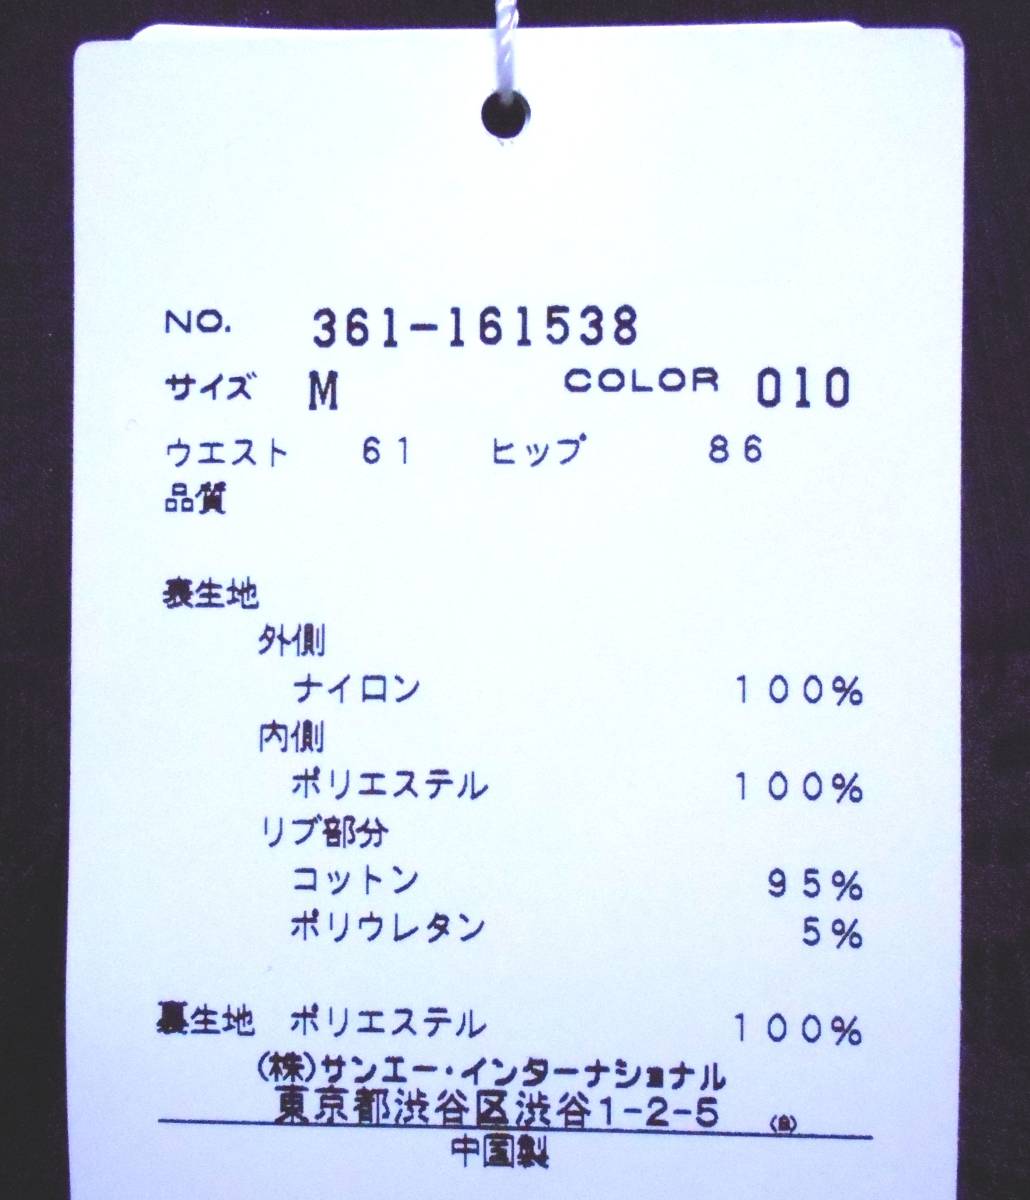 NO. 361-161538
サイズ M COLOR 010
ウエスト 61 ヒップ 86
品質
表生地
外側
ナイロン 100%
内側
ポリエステル 100%
リブ部分
コットン 95%
ポリウレタン 5%
裏生地 ポリエステル 100%
(株)サンエー・インターナショナル
東京都渋谷区渋谷1-2-5
中国製